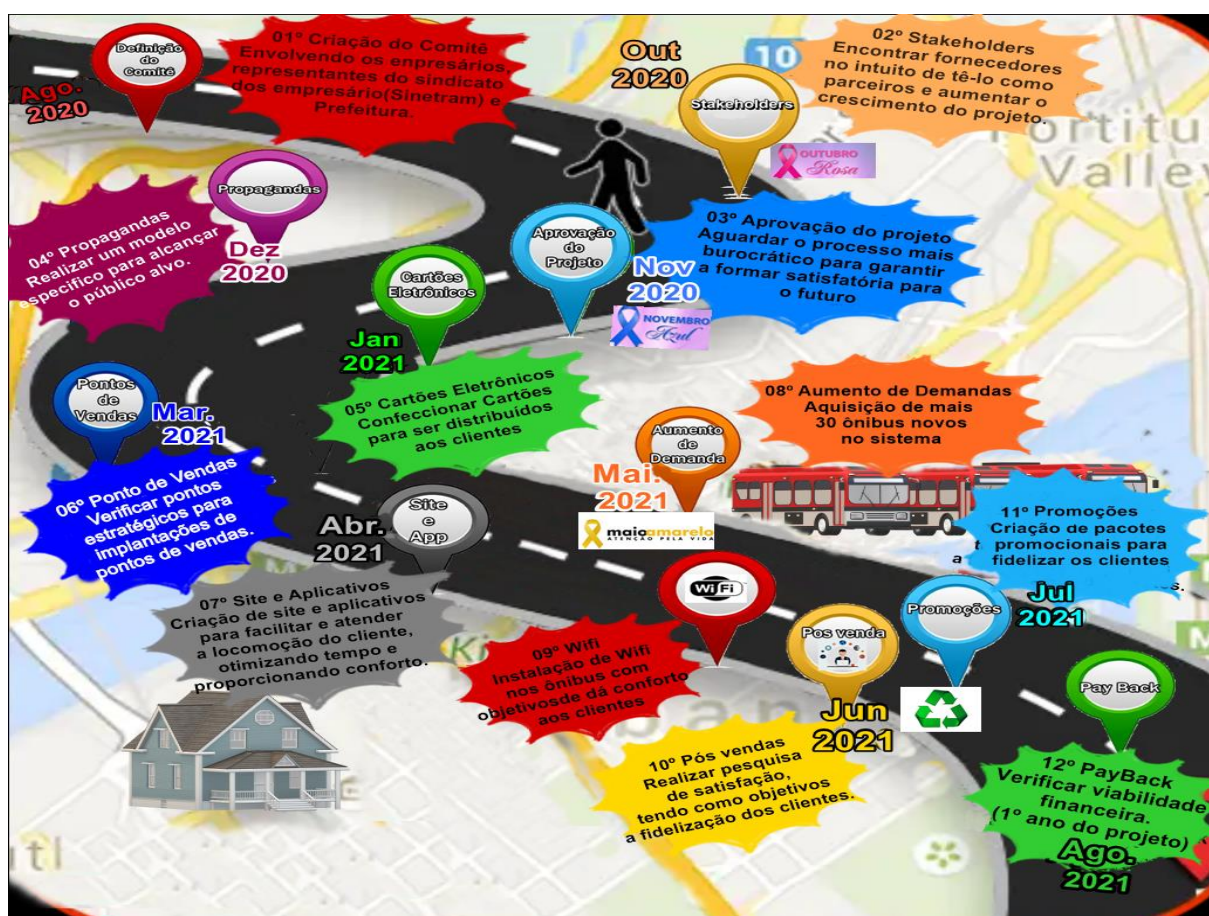 Definição
do
Comitê
Ago.
2020
01º Criação do Comitê
Envolvendo os enpresários,
representantes do sindicato
dos empresário(Sinetram) e
Prefeitura.
Out
2020
10
Stakeholders
02º Stakeholders
Encontrar fornecedores
no intuito de tê-lo como
parceiros e aumentar o
crescimento do projeto.
OUTUBRO
Rosa
Valley
Propagandas
Dez
2020
04º Propagandas
Realizar um modelo
especifico para alcançar
o público alvo.
Aprovação
do
Projeto
Nov
2020
NOVEMBRO
Azul
03º Aprovação do projeto
Aguardar o processo mais
burocrático para garantir
a formar satisfatória para
o futuro
Cartões
Eletrônicos
Jan
2021
05º Cartões Eletrônicos
Confeccionar Cartões
para ser distribuídos
aos clientes
Pontos
de
Vendas
Mar.
2021
06º Ponto de Vendas
Verificar pontos
estratégicos para
implantações de
pontos de vendas.
Aumento
de
Demanda
Mai.
2021
maioamarelo
ATENÇÃO PELA VIDA
08º Aumento de Demandas
Aquisição de mais
30 ônibus novos
no sistema
Site
e
App
Abr.
2021
07º Site e Aplicativos
Criação de site e aplicativos
para facilitar e atender
a locomoção do cliente,
otimizando tempo e
proporcionando conforto.
Wi Fi
09º Wifi
Instalação de Wifi
nos ônibus com
objetivosde dâ conforto
aos clientes
Pos venda
Jun
2021
10º Pós vendas
Realizar pesquisa
de satisfação,
tendo como objetivos
a fidelização dos clientes.
Promoções
Jul
2021
11º Promoções
Criação de pacotes
promocionais para
fidelizar os clientes
Pay Back
12º PayBack
Verificar viabilidade
financeira.
(1º ano do projeto)
Ago.
2021